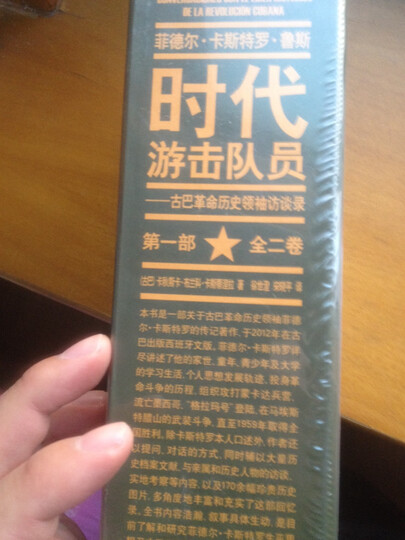 DE LA REVOLUCIÓN CUBANA
菲德尔·卡斯特罗·鲁斯
时代
游击队员
——古巴革命历史领袖访谈录
第一部 ★ 全二卷
本书是一部关于古巴革命历史领袖菲德
尔·卡斯特罗的传记著作,于2012年在古
巴出版西班牙文版。菲德尔·卡斯特罗详
尽讲述了他的家世、童年、青少年及大学
的学习生活、个人思想发展轨迹、投身革
命斗争的历程、组织攻打蒙卡达兵营、
流亡墨西哥、“格拉玛号”登陆、在马埃斯
特腊山的武装斗争,直至1959年取得全
国胜利。除卡斯特罗本人口述外,作者还
以提问、对话的方式,同时辅以大量历
史档案文献、与亲属和历史人物的访谈、
实地考察等内容,以及170余幅珍贵历史
图片,多角度地丰富和充实了这部回忆
录。全书内容浩瀚,叙事具体生动,是目
前了解和研究菲德尔·卡斯特罗生平